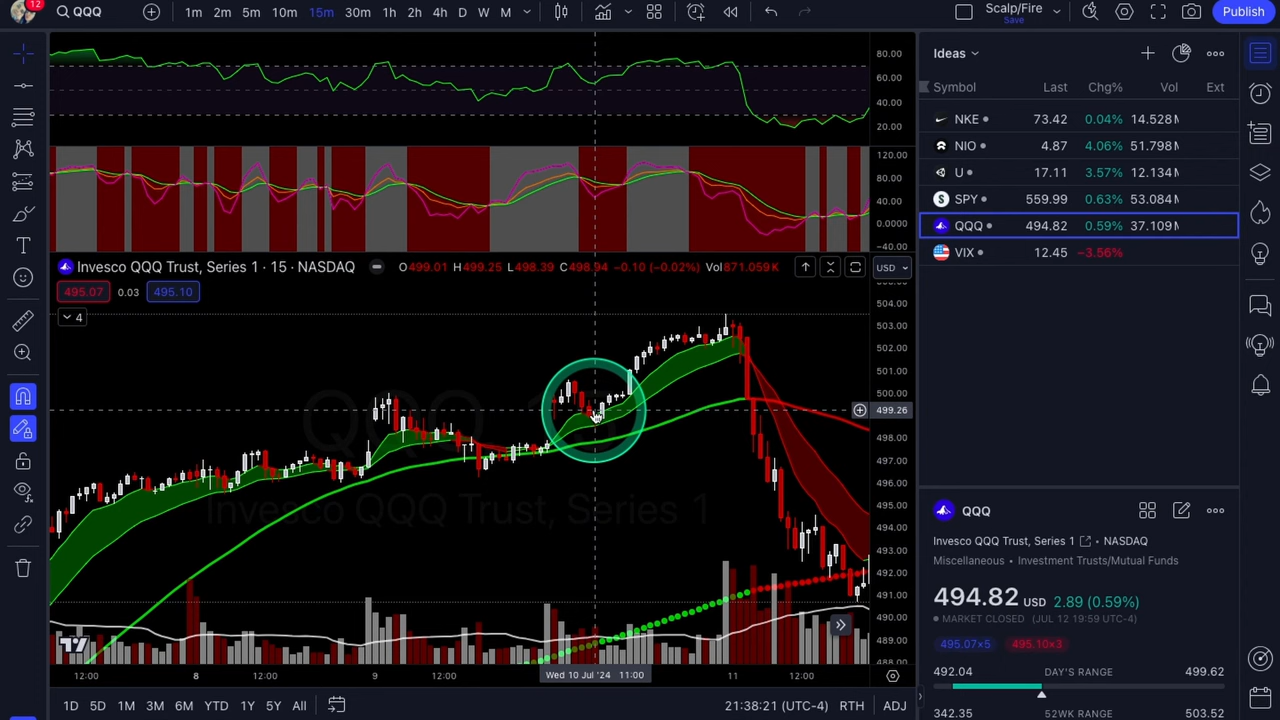 12
QQQ
1m 2m 5m 10m 15m 30m 1h 2h 4h D W M
Scalp/Fire
Save
Publish
80.00
60.00
40.00
20.00
120.00
80.00
40.00
0.0000
−40.00
Invesco QQQ Trust, Series 1 · 15 · NASDAQ O499.01 H499.25 L498.39 C498.94 −0.10 (−0.02%) Vol871.059K
USD
495.07 0.03 495.10
4
504.00
503.00
502.00
501.00
500.00
499.26
498.00
497.00
496.00
495.00
494.00
493.00
492.00
491.00
490.00
489.00
488.00
Invesco QQQ Trust, Series 1
12:00 8 12:00 9 12:00 Wed 10 Jul '24 11:00 11 12:00
1D 5D 1M 3M 6M YTD 1Y 5Y All
21:38:21 (UTC-4) RTH ADJ
Ideas
Symbol Last Chg% Vol Ext
NKE 73.42 0.04% 14.528M
NIO 4.87 4.06% 51.798M
U 17.11 3.57% 12.134M
SPY 559.99 0.63% 53.084M
QQQ 494.82 0.59% 37.109M
VIX 12.45 −3.56%
QQQ
Invesco QQQ Trust, Series 1 • NASDAQ
Miscellaneous • Investment Trusts/Mutual Funds
494.82 USD 2.89 (0.59%)
MARKET CLOSED (JUL 12 19:59 UTC-4)
495.07×5 495.10×3
492.04 DAY'S RANGE 499.62
342.35 52WK RANGE 503.52